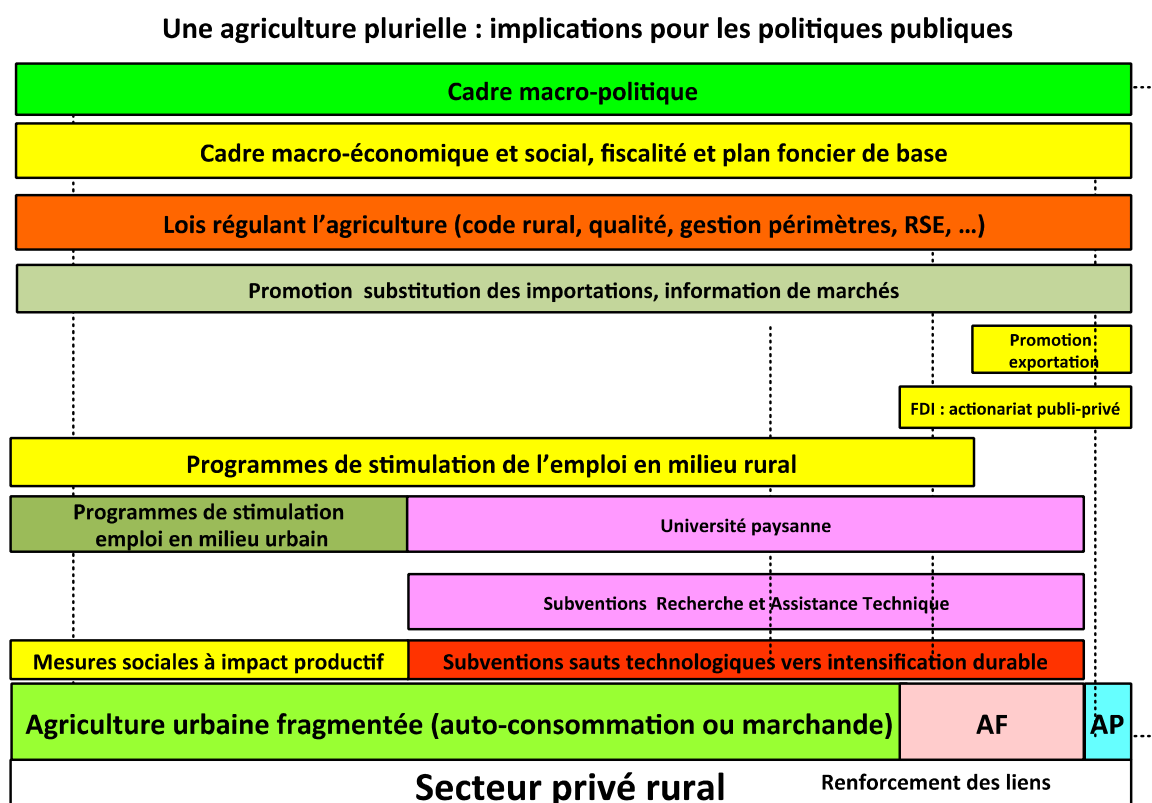 Une agriculture plurielle : implications pour les politiques publiques
Cadre macro-politique
Cadre macro-économique et social, fiscalité et plan foncier de base
Lois régulant l’agriculture (code rural, qualité, gestion périmètres, RSE, …)
Promotion substitution des importations, information de marchés
Promotion
exportation
FDI : actionariat publi-privé
Programmes de stimulation de l’emploi en milieu rural
Programmes de stimulation
emploi en milieu urbain
Université paysanne
Subventions Recherche et Assistance Technique
Mesures sociales à impact productif
Subventions sauts technologiques vers intensification durable
Agriculture urbaine fragmentée (auto-consommation ou marchande)
AF
AP
Secteur privé rural
Renforcement des liens